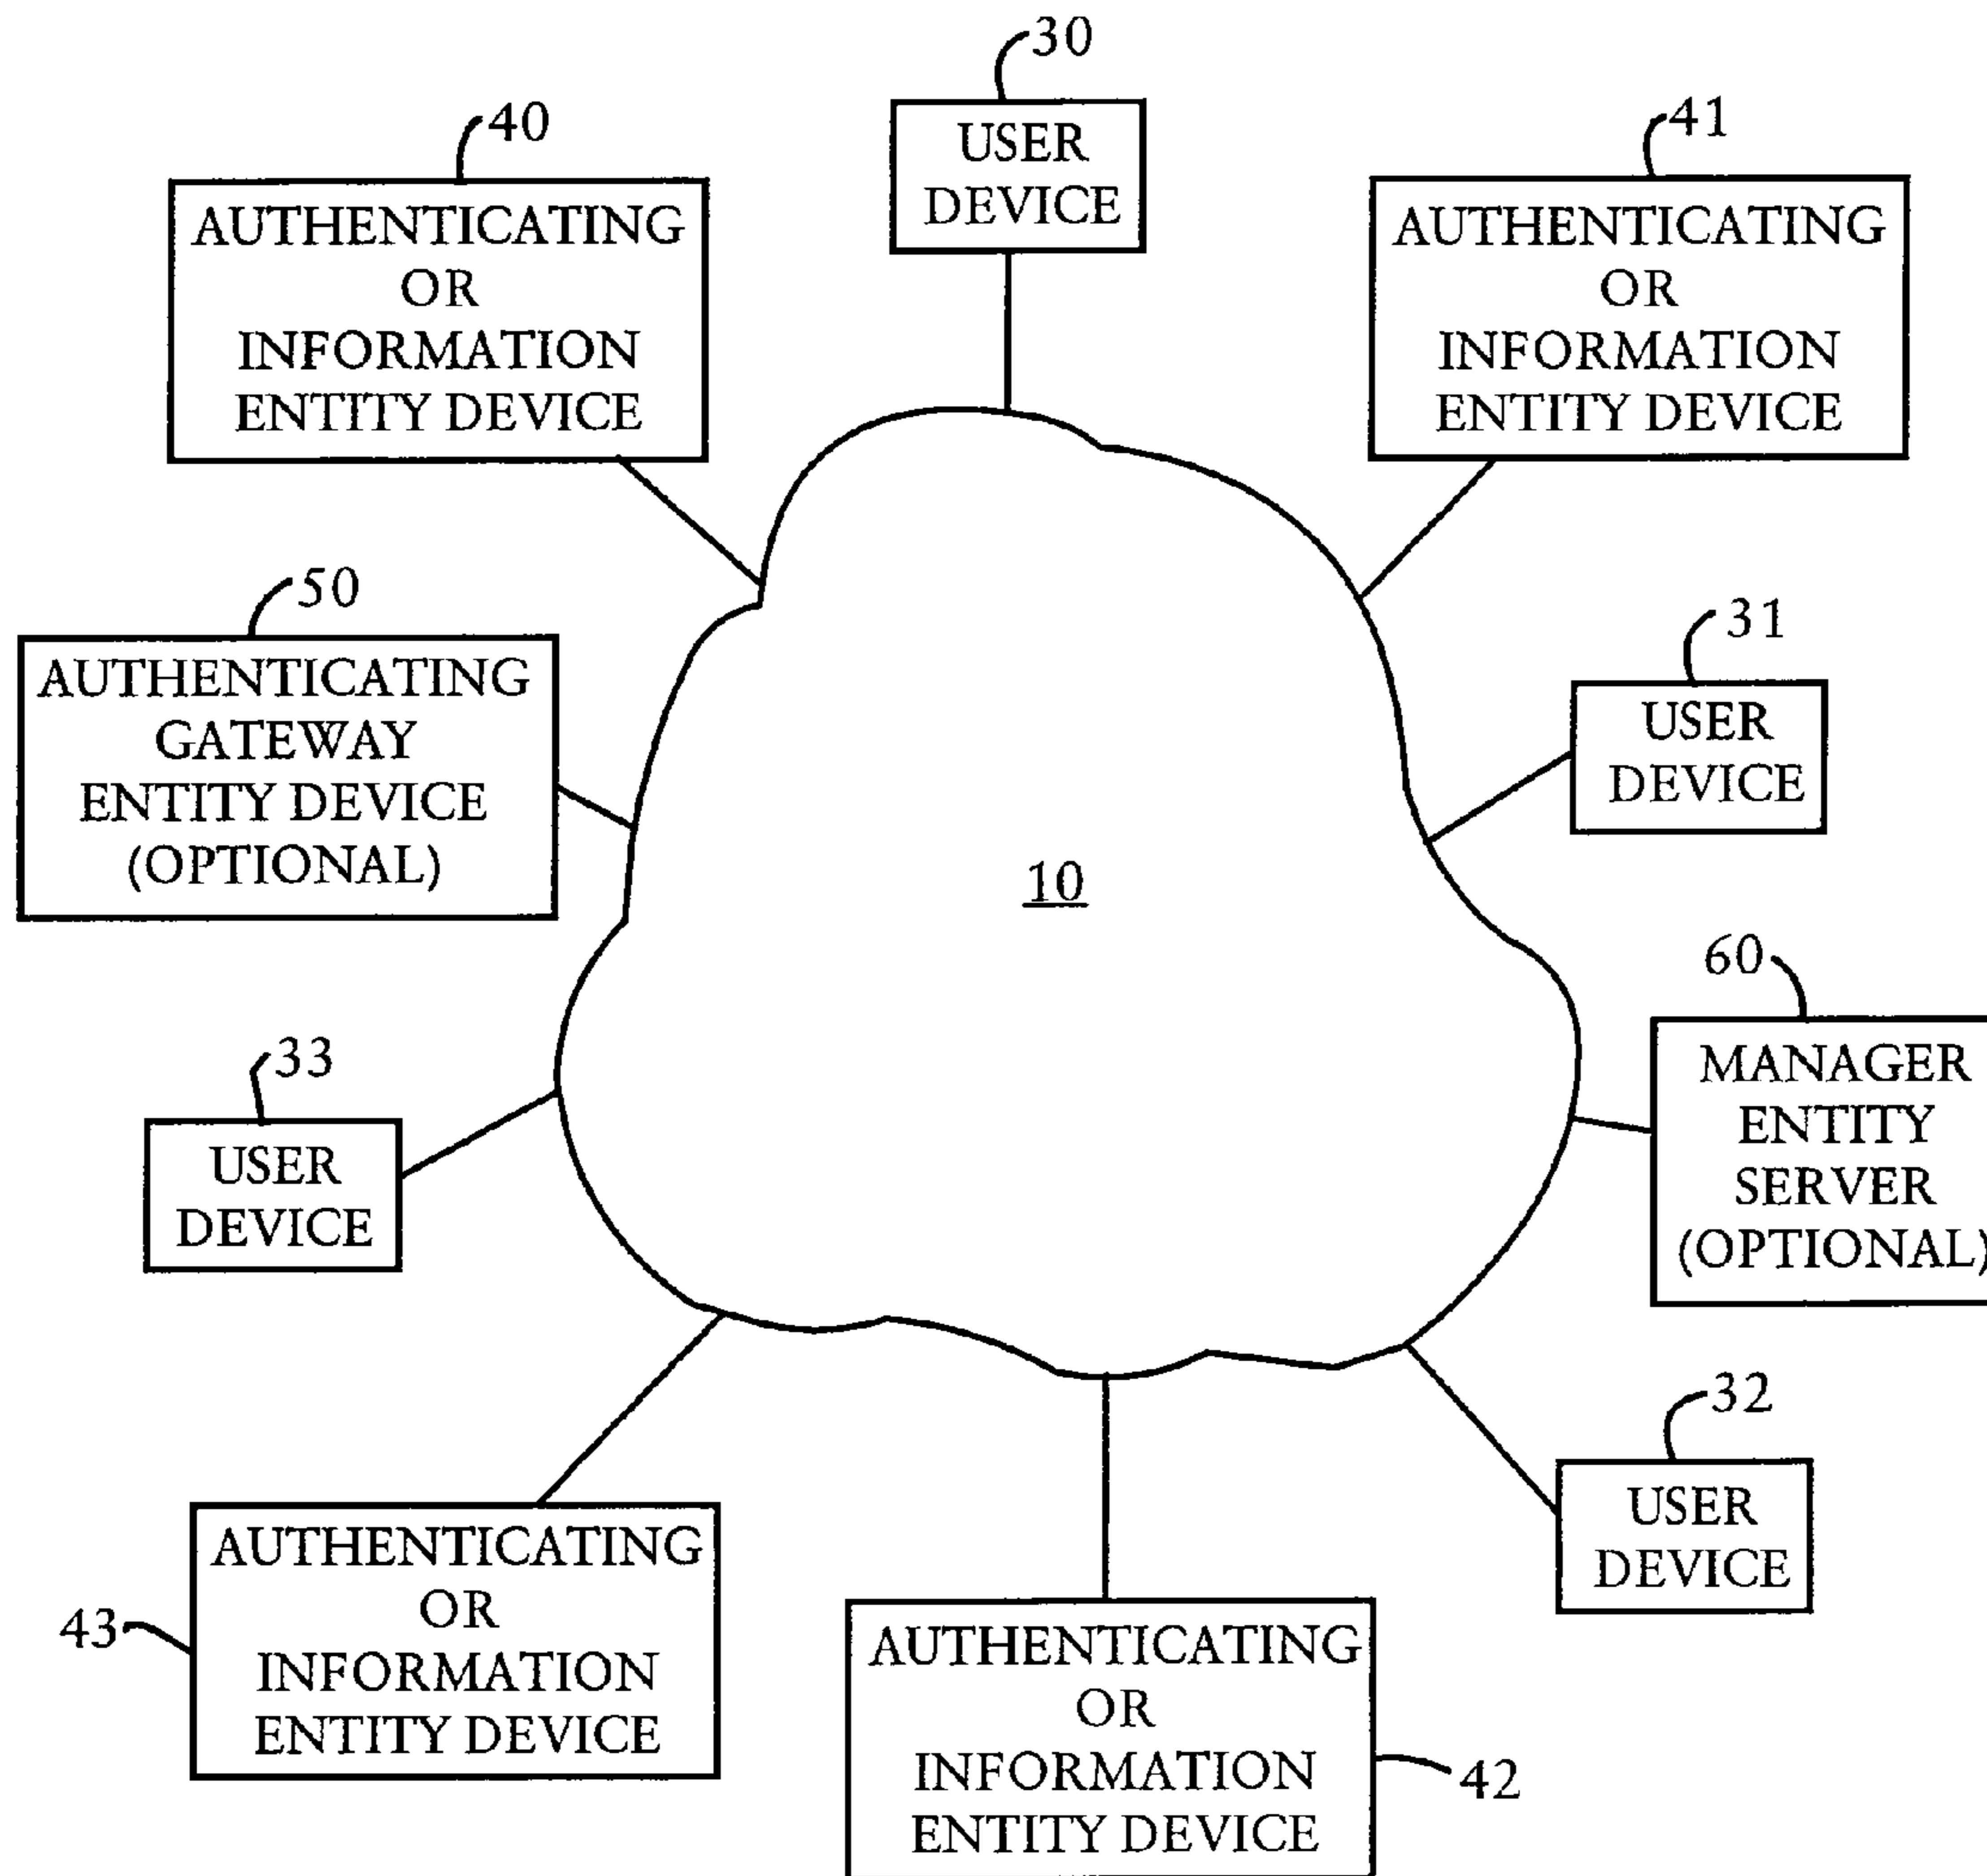 30
USER
DEVICE
40
AUTHENTICATING
OR
INFORMATION
ENTITY DEVICE
41
AUTHENTICATING
OR
INFORMATION
ENTITY DEVICE
50
AUTHENTICATING
GATEWAY
ENTITY DEVICE
(OPTIONAL)
31
USER
DEVICE
10
60
MANAGER
ENTITY
SERVER
(OPTIONAL)
33
USER
DEVICE
32
USER
DEVICE
43
AUTHENTICATING
OR
INFORMATION
ENTITY DEVICE
AUTHENTICATING
OR
INFORMATION
ENTITY DEVICE
42